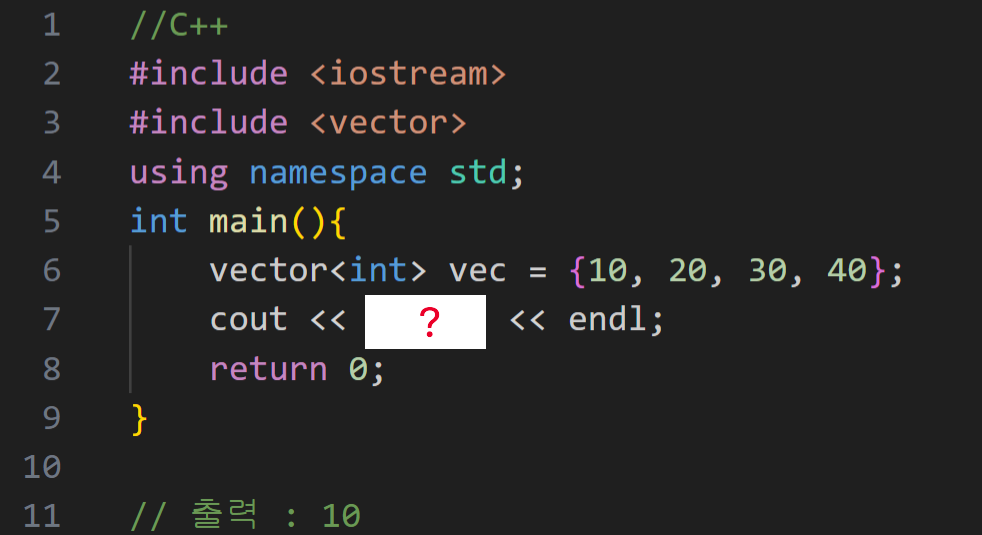 1 //C++
2 #include <iostream>
3 #include <vector>
4 using namespace std;
5 int main(){
6 vector<int> vec = {10, 20, 30, 40};
7 cout << ? << endl;
8 return 0;
9 }
10
11 // 출력 : 10